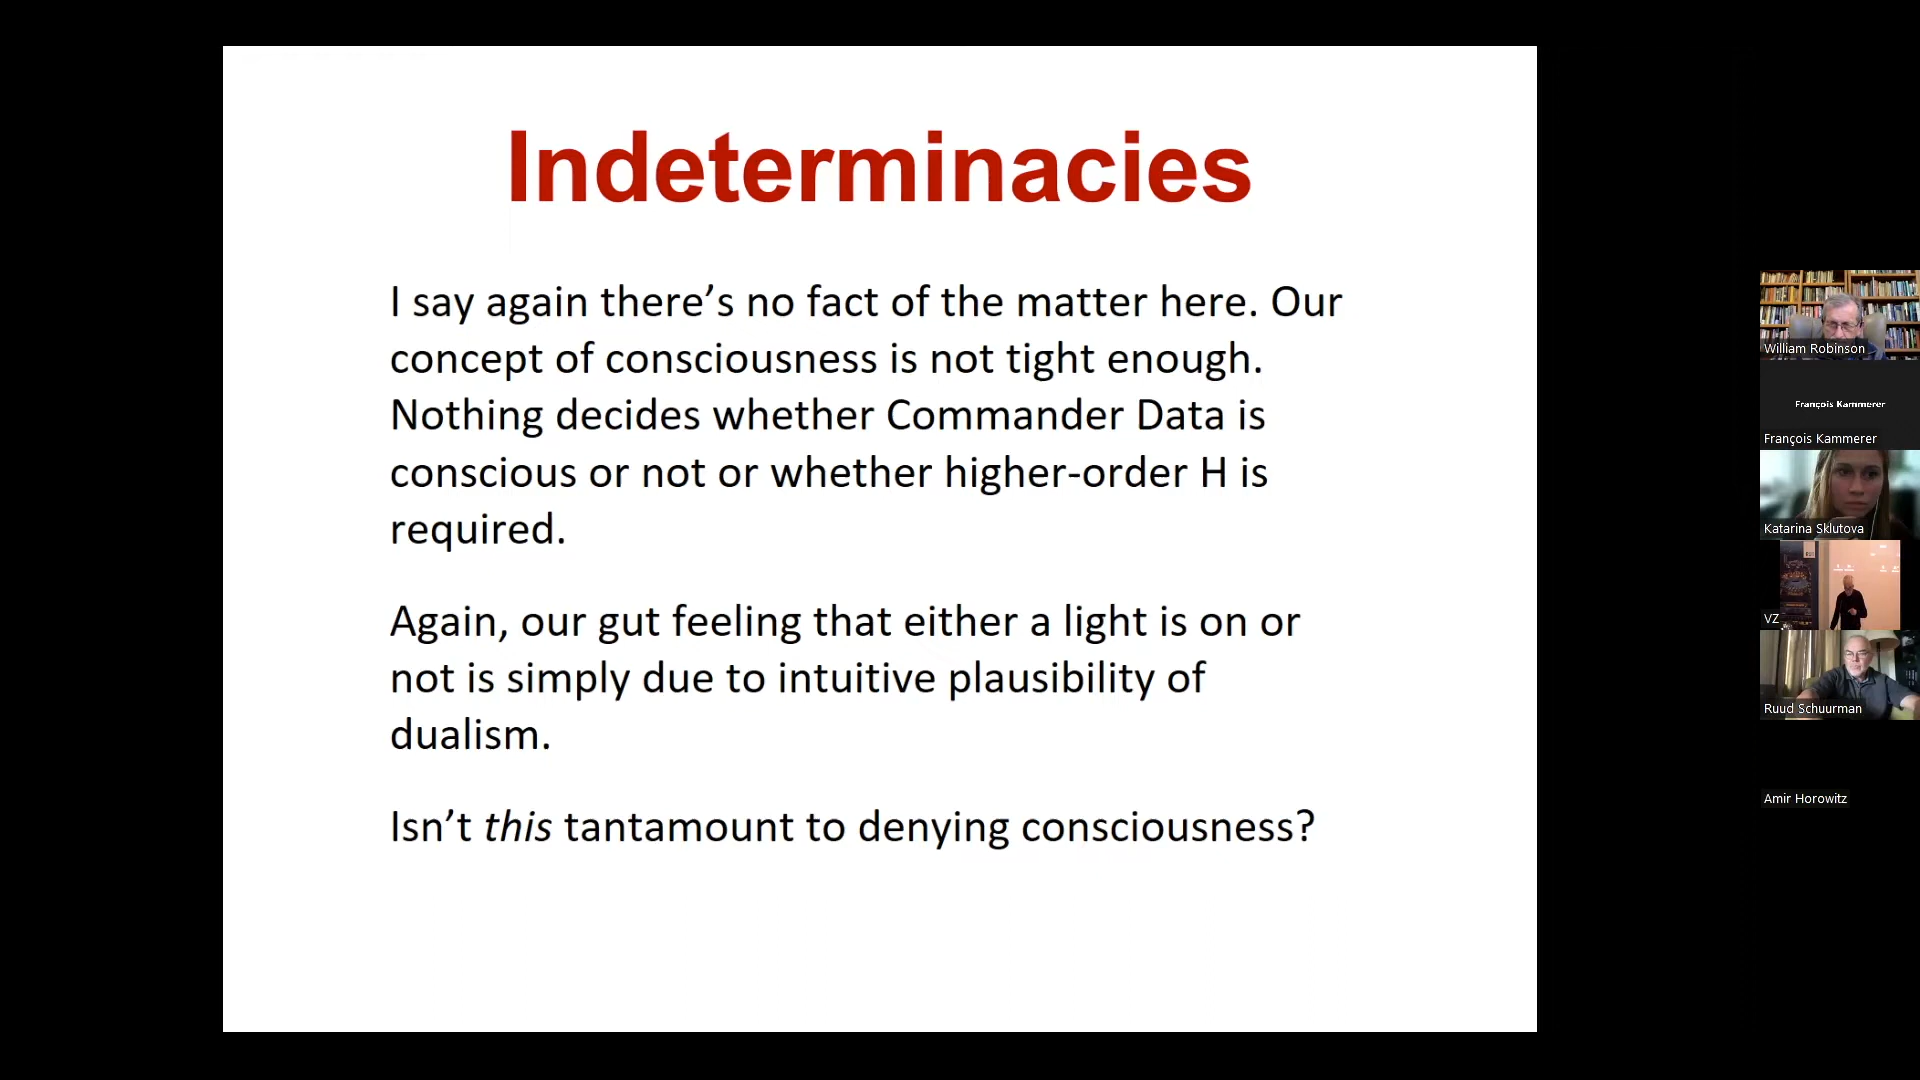 Indeterminacies
I say again there’s no fact of the matter here. Our
concept of consciousness is not tight enough.
Nothing decides whether Commander Data is
conscious or not or whether higher-order H is
required.
Again, our gut feeling that either a light is on or
not is simply due to intuitive plausibility of
dualism.
Isn’t this tantamount to denying consciousness?
William Robinson
François Kammerer
François Kammerer
Katarina Sklutova
VZ
Ruud Schuurman
Amir Horowitz